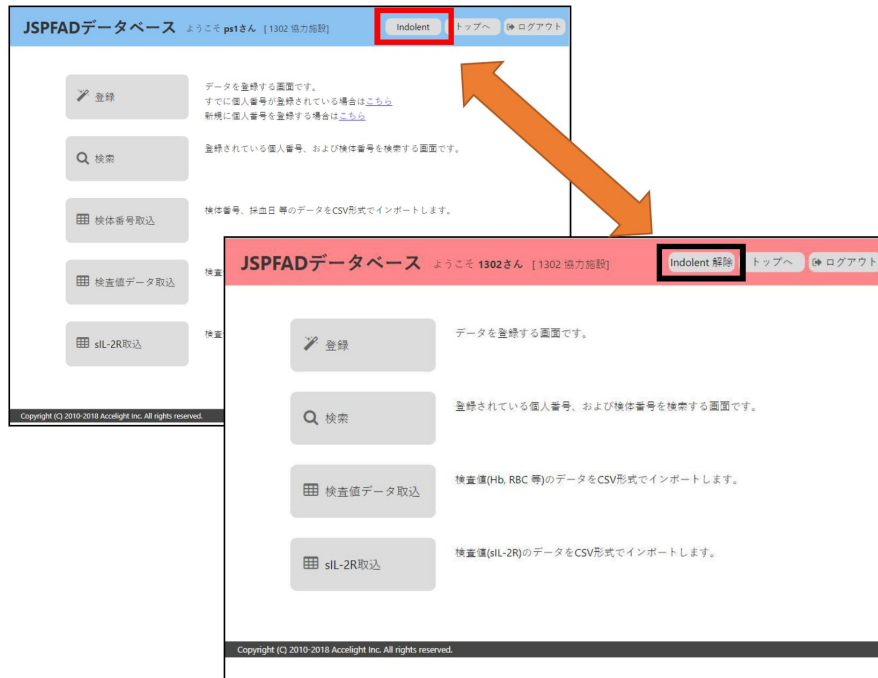 JSPFADデータベース ようこそ ps1さん [1302 協力施設] Indolent トップへ ログアウト
登録
データを登録する画面です。
すでに個人番号が登録されている場合はこちら
新規に個人番号を登録する場合はこちら
検索
登録されている個人番号、および検体番号を検索する画面です。
検体番号取込
検体番号、採血日 等のデータをCSV形式でインポートします。
検査値データ取込
検査
sIL-2R取込
検査
Copyright (C) 2010-2018 Accelight Inc. All rights reserved.
JSPFADデータベース ようこそ 1302さん [1302 協力施設] Indolent 解除 トップへ ログアウト
登録
データを登録する画面です。
検索
登録されている個人番号、および検体番号を検索する画面です。
検査値データ取込
検査値(Hb, RBC 等)のデータをCSV形式でインポートします。
sIL-2R取込
検査値(sIL-2R)のデータをCSV形式でインポートします。
Copyright (C) 2010-2018 Accelight Inc. All rights reserved.